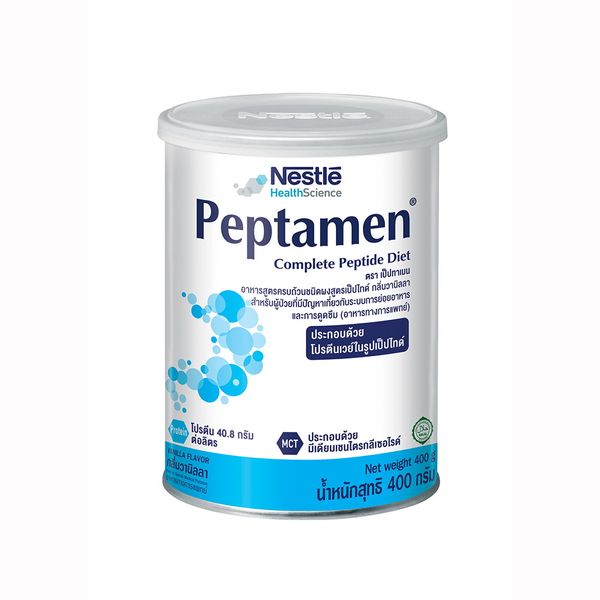 Nestlé
Nestlé
HealthScience
Peptamen®
Complete Peptide Diet
ตรา เป็ปทาเมน
อาหารสูตรครบถ้วนชนิดผงสูตรเป็ปไทด์ กลิ่นวานิลลา
สำหรับผู้ป่วยที่มีปัญหาเกี่ยวกับระบบการย่อยอาหาร
และการดูดซึม (อาหารทางการแพทย์)
ประกอบด้วย
โปรตีนเวย์ในรูปเป็ปไทด์
Protein
โปรตีน 40.8 กรัม
ต่อลิตร
MCT
ประกอบด้วย
มีเดียมเชนไตรกลีเซอไรด์
VANILLA FLAVOR
กลิ่นวานิลลา
Net weight 400 g
น้ำหนักสุทธิ 400 กรัม